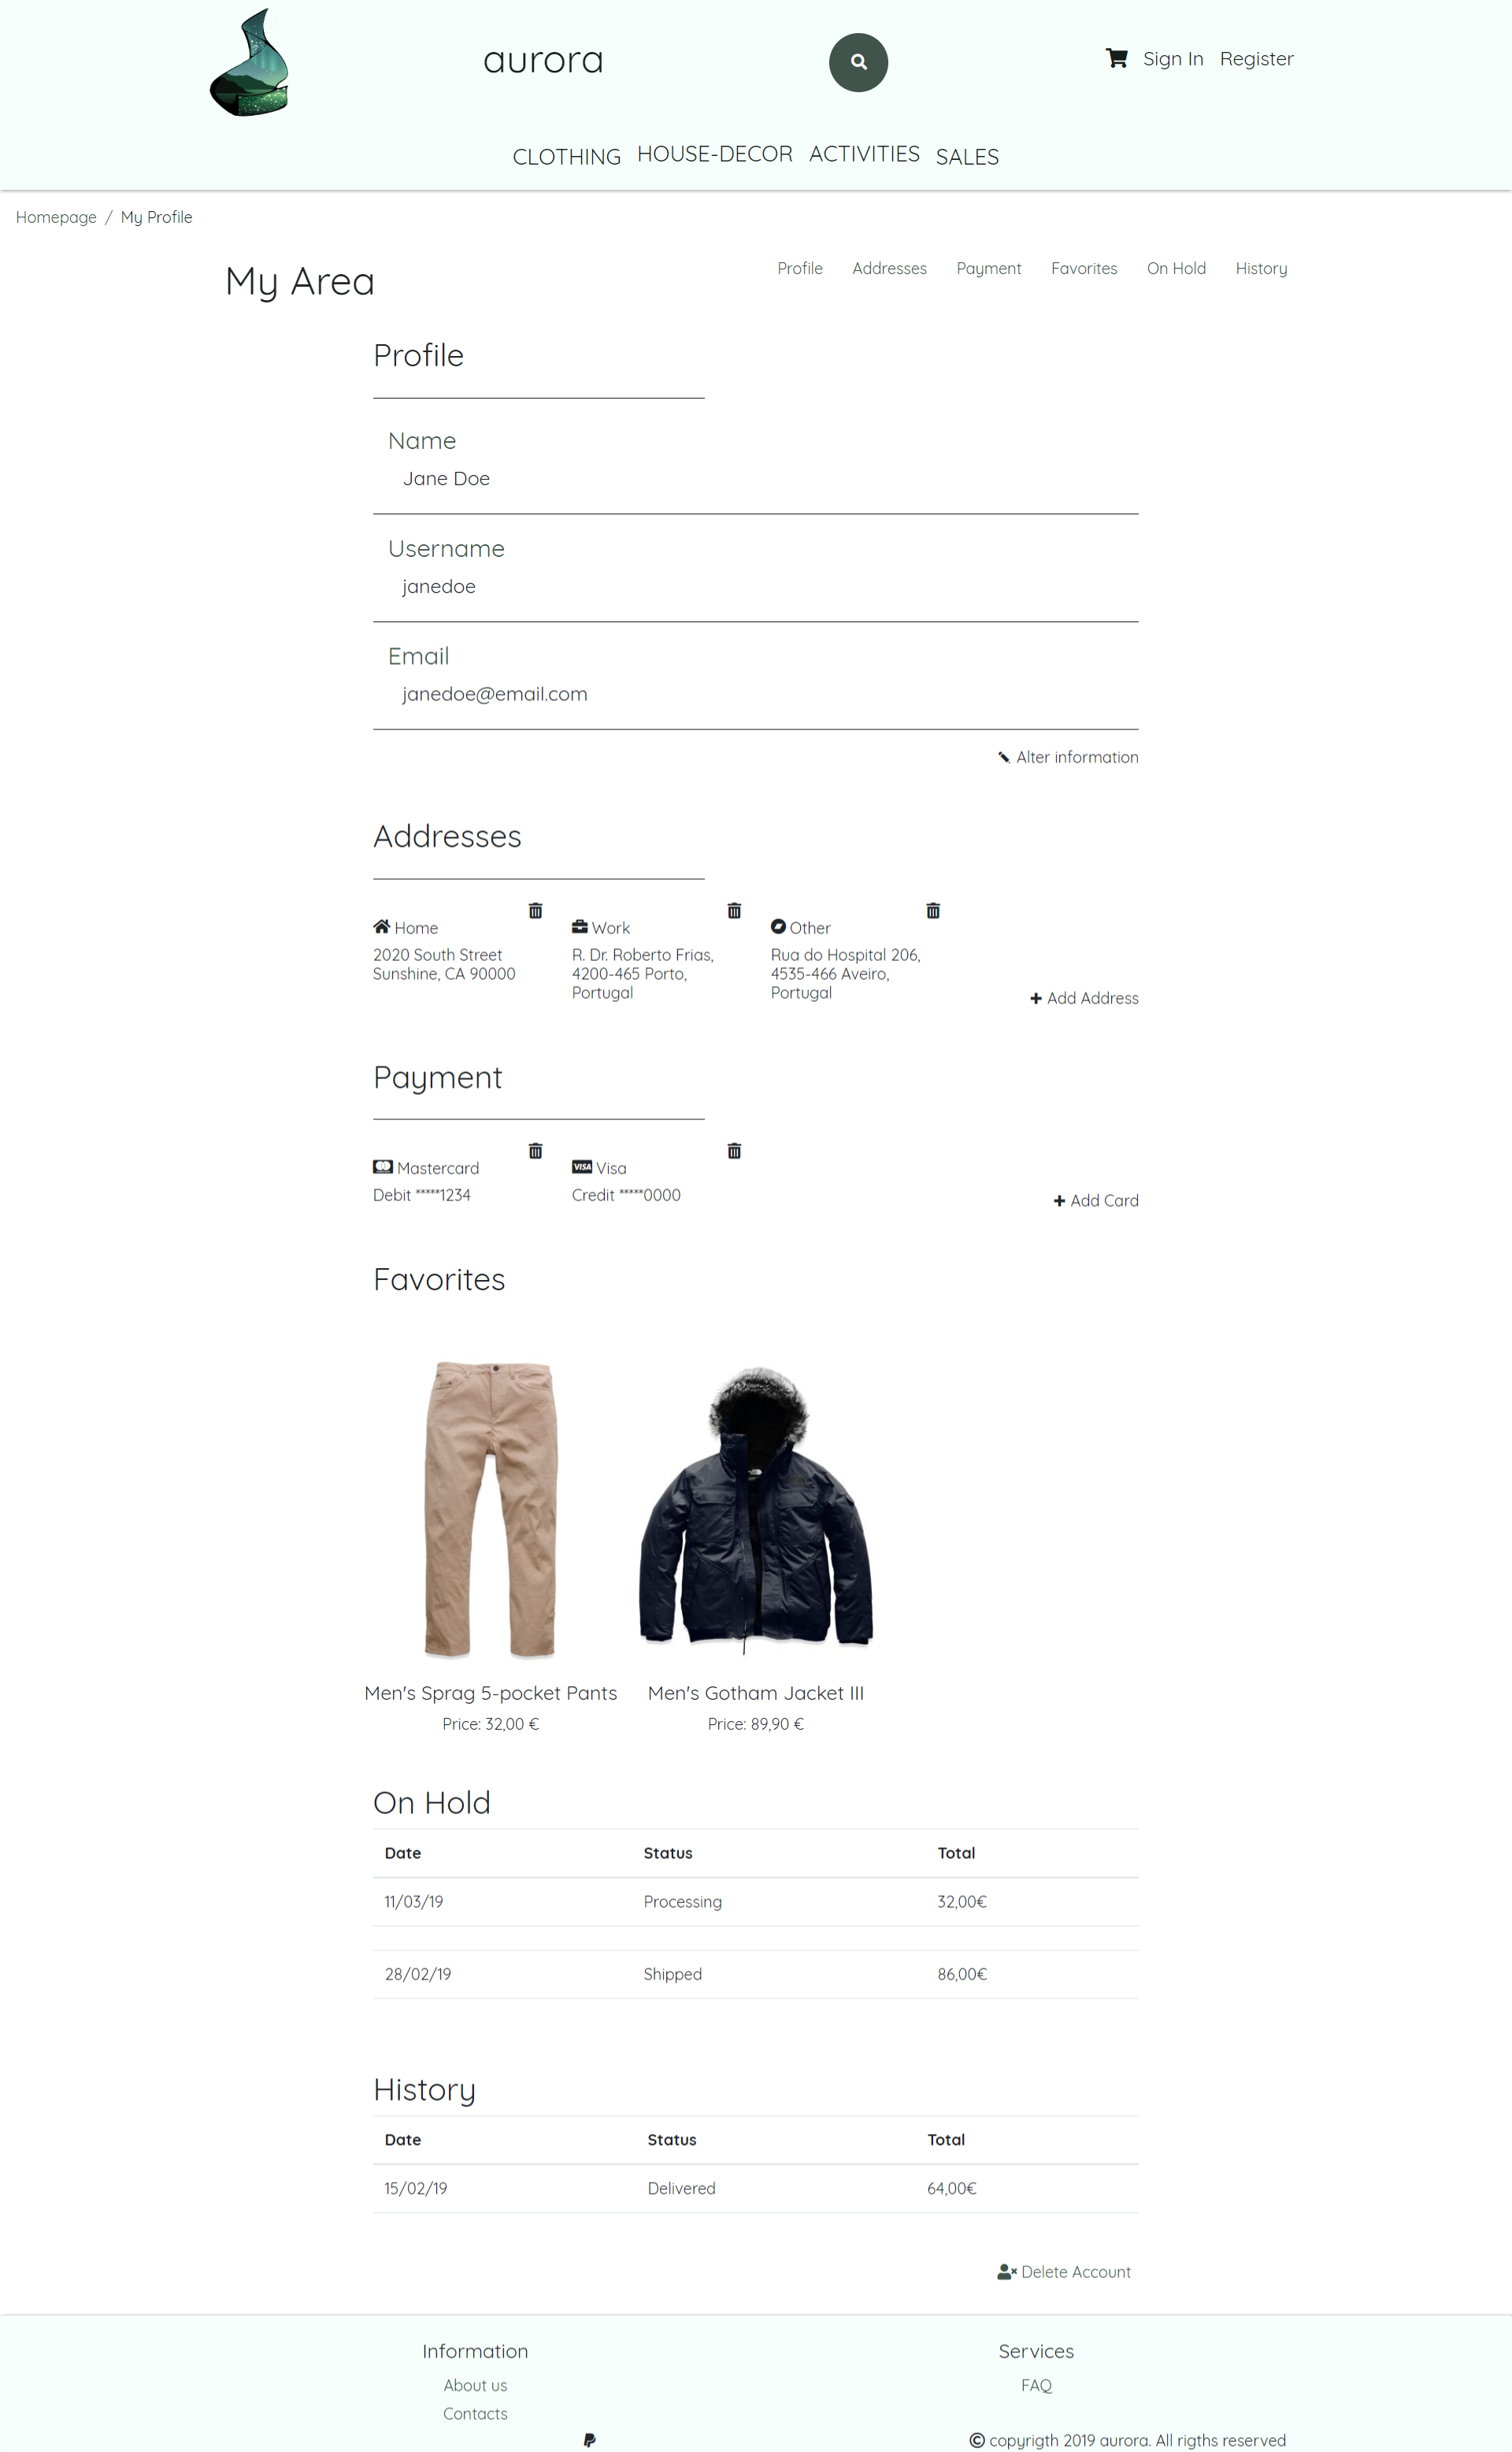 aurora
Sign In Register
CLOTHING HOUSE-DECOR ACTIVITIES SALES
Homepage / My Profile
My Area
Profile Addresses Payment Favorites On Hold History
Profile
Name
Jane Doe
Username
janedoe
Email
janedoe@email.com
Alter information
Addresses
Home
2020 South Street
Sunshine, CA 90000
Work
R. Dr. Roberto Frias,
4200-465 Porto,
Portugal
Other
Rua do Hospital 206,
4535-466 Aveiro,
Portugal
Add Address
Payment
Mastercard
Debit *****1234
VISA Visa
Credit *****0000
Add Card
Favorites
Men's Sprag 5-pocket Pants
Price: 32,00 €
Men's Gotham Jacket III
Price: 89,90 €
On Hold
Date Status Total
11/03/19 Processing 32,00€
28/02/19 Shipped 86,00€
History
Date Status Total
15/02/19 Delivered 64,00€
Delete Account
Information
About us
Contacts
Services
FAQ
© copyrigth 2019 aurora. All rigths reserved